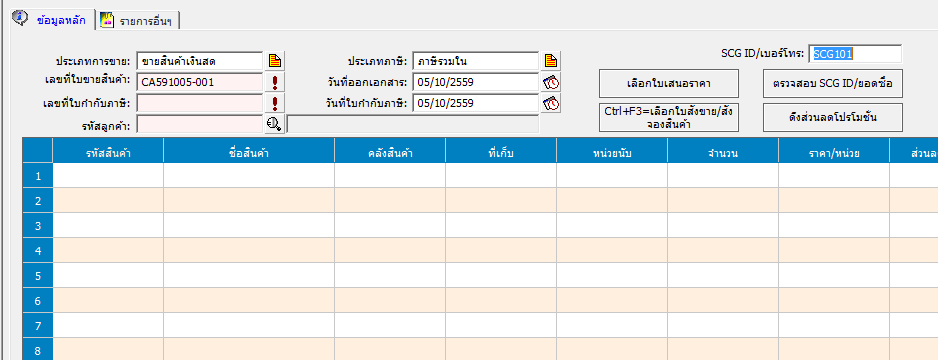 ข้อมูลหลัก รายการอื่นๆ
ประเภทการขาย: ขายสินค้าเงินสด ประเภทภาษี: ภาษีรวมใน SCG ID/เบอร์โทร: SCG101
เลขที่ใบขายสินค้า: CA591005-001 วันที่ออกเอกสาร: 05/10/2559 เลือกใบเสนอราคา ตรวจสอบ SCG ID/ยอดซื้อ
เลขที่ใบกำกับภาษี: วันที่ใบกำกับภาษี: 05/10/2559 Ctrl+F3=เลือกใบสั่งขาย/สั่ง
จองสินค้า ดึงส่วนลดโปรโมชั่น
รหัสลูกค้า:
รหัสสินค้า ชื่อสินค้า คลังสินค้า ที่เก็บ หน่วยนับ จำนวน ราคา/หน่วย ส่วนล
1
2
3
4
5
6
7
8